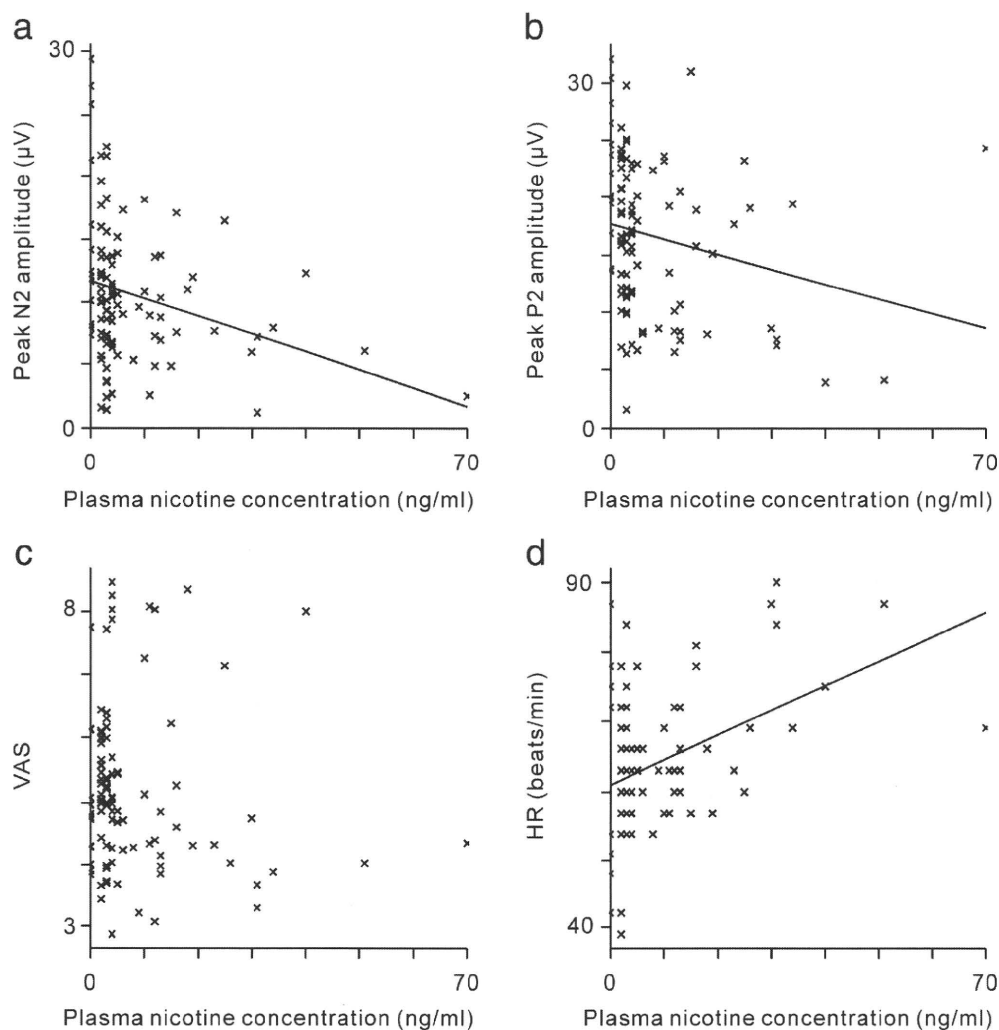 a
30
Peak N2 amplitude (µV)
0
0
70
Plasma nicotine concentration (ng/ml)
b
30
Peak P2 amplitude (µV)
0
0
70
Plasma nicotine concentration (ng/ml)
c
8
VAS
3
0
70
Plasma nicotine concentration (ng/ml)
d
90
HR (beats/min)
40
0
70
Plasma nicotine concentration (ng/ml)